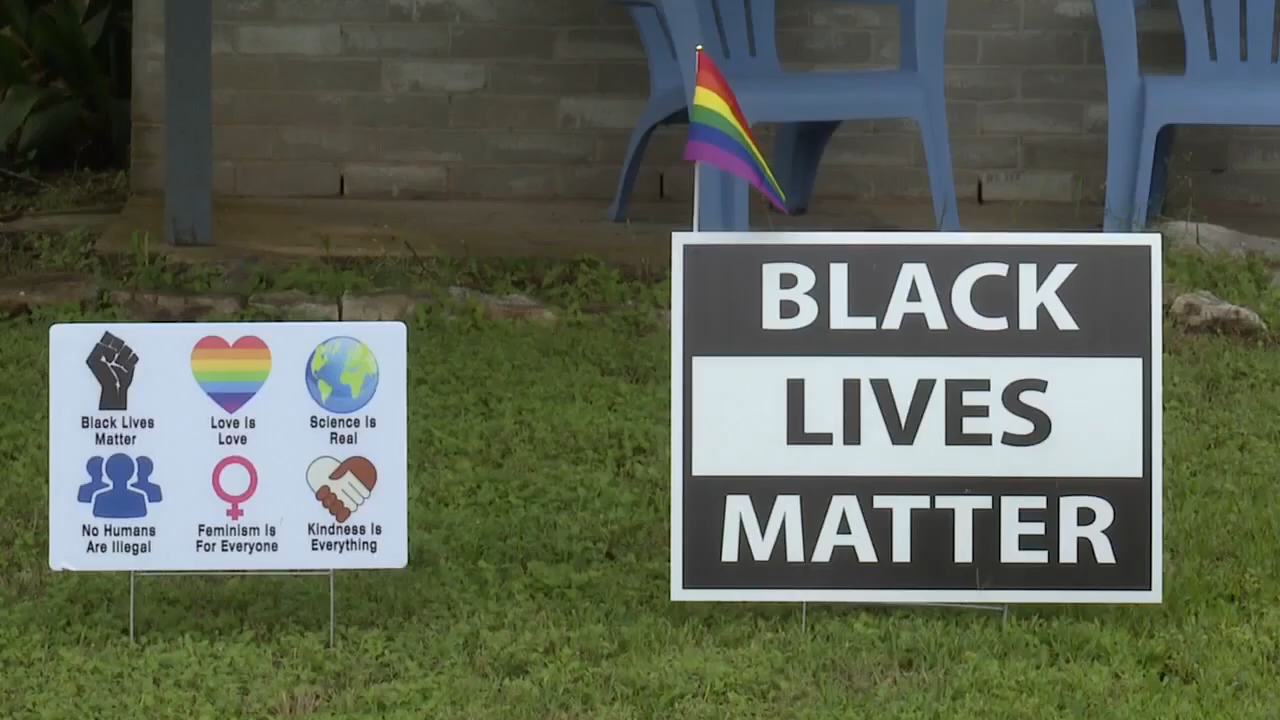 Black Lives
Matter
Love Is
Love
Science Is
Real
No Humans
Are Illegal
Feminism Is
For Everyone
Kindness Is
Everything
BLACK
LIVES
MATTER